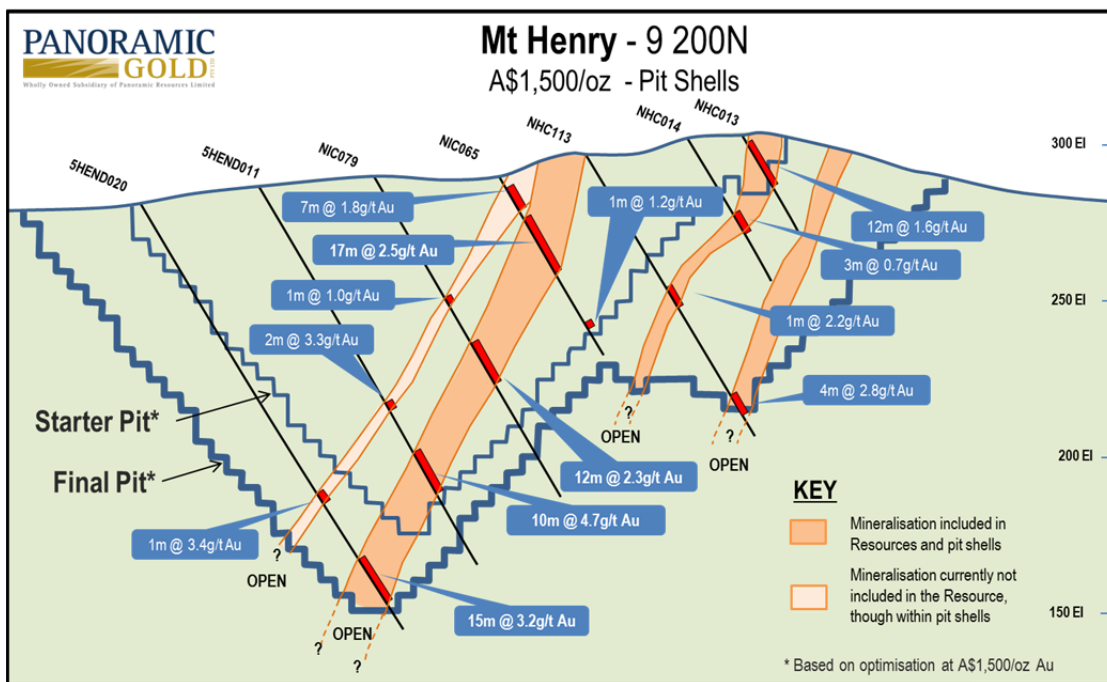 PANORAMIC
GOLD PTY LTD
Wholly Owned Subsidiary of Panoramic Resources Limited
Mt Henry - 9 200N
A$1,500/oz - Pit Shells
5HEND020
5HEND011
NIC079
NIC065
NHC113
NHC014
NHC013
300 El
250 El
200 El
150 El
7m @ 1.8g/t Au
17m @ 2.5g/t Au
1m @ 1.0g/t Au
2m @ 3.3g/t Au
1m @ 3.4g/t Au
1m @ 1.2g/t Au
12m @ 1.6g/t Au
3m @ 0.7g/t Au
1m @ 2.2g/t Au
4m @ 2.8g/t Au
12m @ 2.3g/t Au
10m @ 4.7g/t Au
15m @ 3.2g/t Au
Starter Pit*
Final Pit*
?
OPEN
?
OPEN
?
? ?
OPEN
?
OPEN
KEY
Mineralisation included in
Resources and pit shells
Mineralisation currently not
included in the Resource,
though within pit shells
* Based on optimisation at A$1,500/oz Au